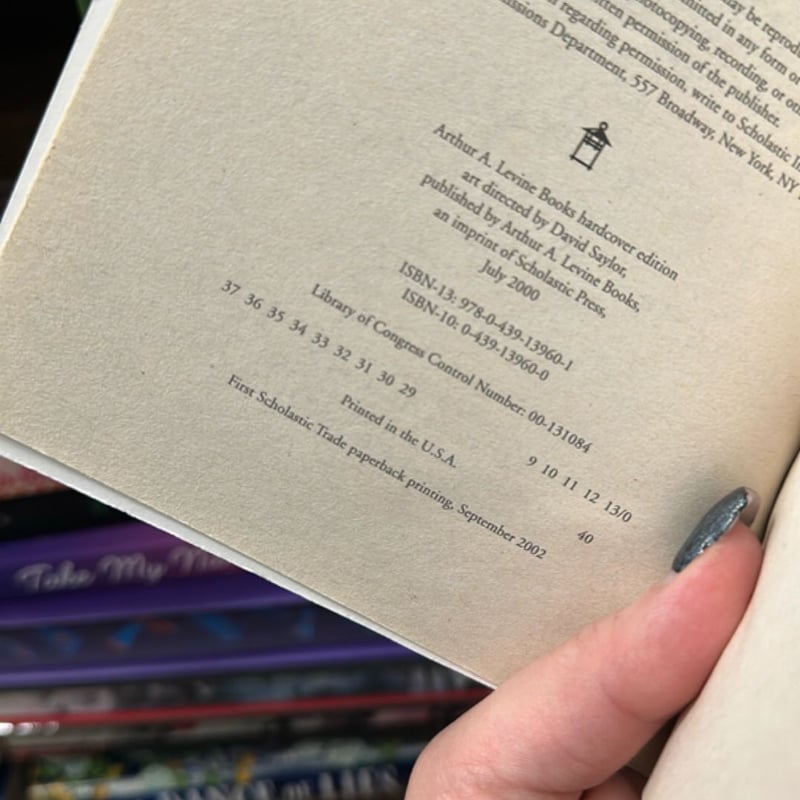 may be reprod
mitted in any form or
otocopying, recording, or ot
tten permission of the publisher.
regarding permission, write to Scholastic In
issions Department, 557 Broadway, New York, NY
Arthur A. Levine Books hardcover edition
art directed by David Saylor,
published by Arthur A. Levine Books,
an imprint of Scholastic Press,
July 2000
ISBN-13: 978-0-439-13960-1
ISBN-10: 0-439-13960-0
Library of Congress Control Number: 00-131084
37 36 35 34 33 32 31 30 29
9 10 11 12 13/0
Printed in the U.S.A.
40
First Scholastic Trade paperback printing, September 2002
Take My